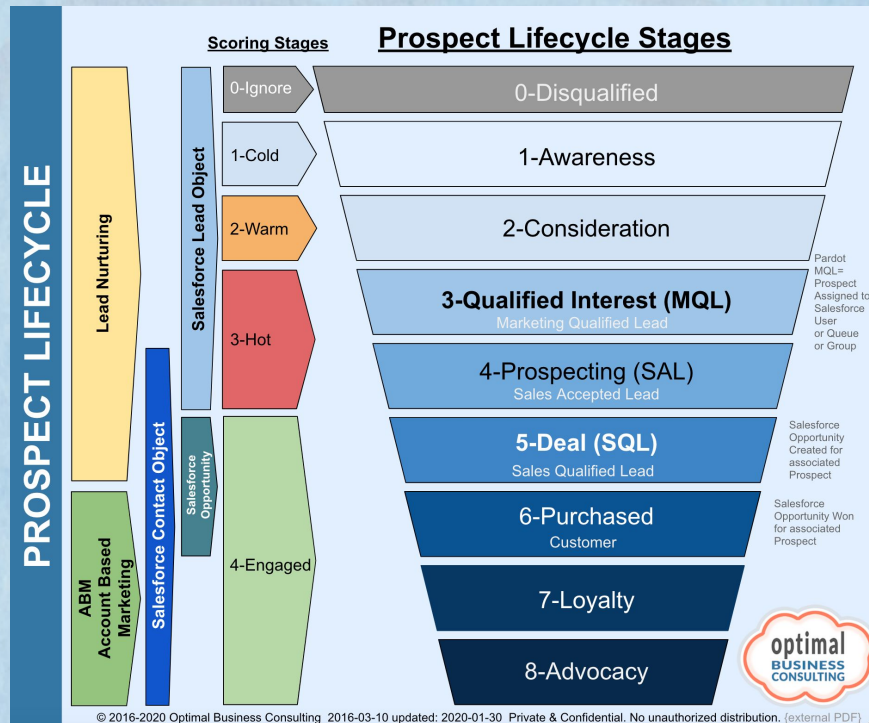 PROSPECT LIFECYCLE
Scoring Stages
Prospect Lifecycle Stages
Lead Nurturing
ABM
Account Based
Marketing
Salesforce Contact Object
Salesforce Lead Object
Salesforce
Opportunity
0-Ignore
1-Cold
2-Warm
3-Hot
4-Engaged
0-Disqualified
1-Awareness
2-Consideration
3-Qualified Interest (MQL)
Marketing Qualified Lead
Pardot
MQL=
Prospect
Assigned to
Salesforce
User
or Queue
or Group
4-Prospecting (SAL)
Sales Accepted Lead
5-Deal (SQL)
Sales Qualified Lead
Salesforce
Opportunity
Created for
associated
Prospect
6-Purchased
Customer
Salesforce
Opportunity Won
for associated
Prospect
7-Loyalty
8-Advocacy
optimal
BUSINESS
CONSULTING
© 2016-2020 Optimal Business Consulting 2016-03-10 updated: 2020-01-30 Private & Confidential. No unauthorized distribution. {external PDF}